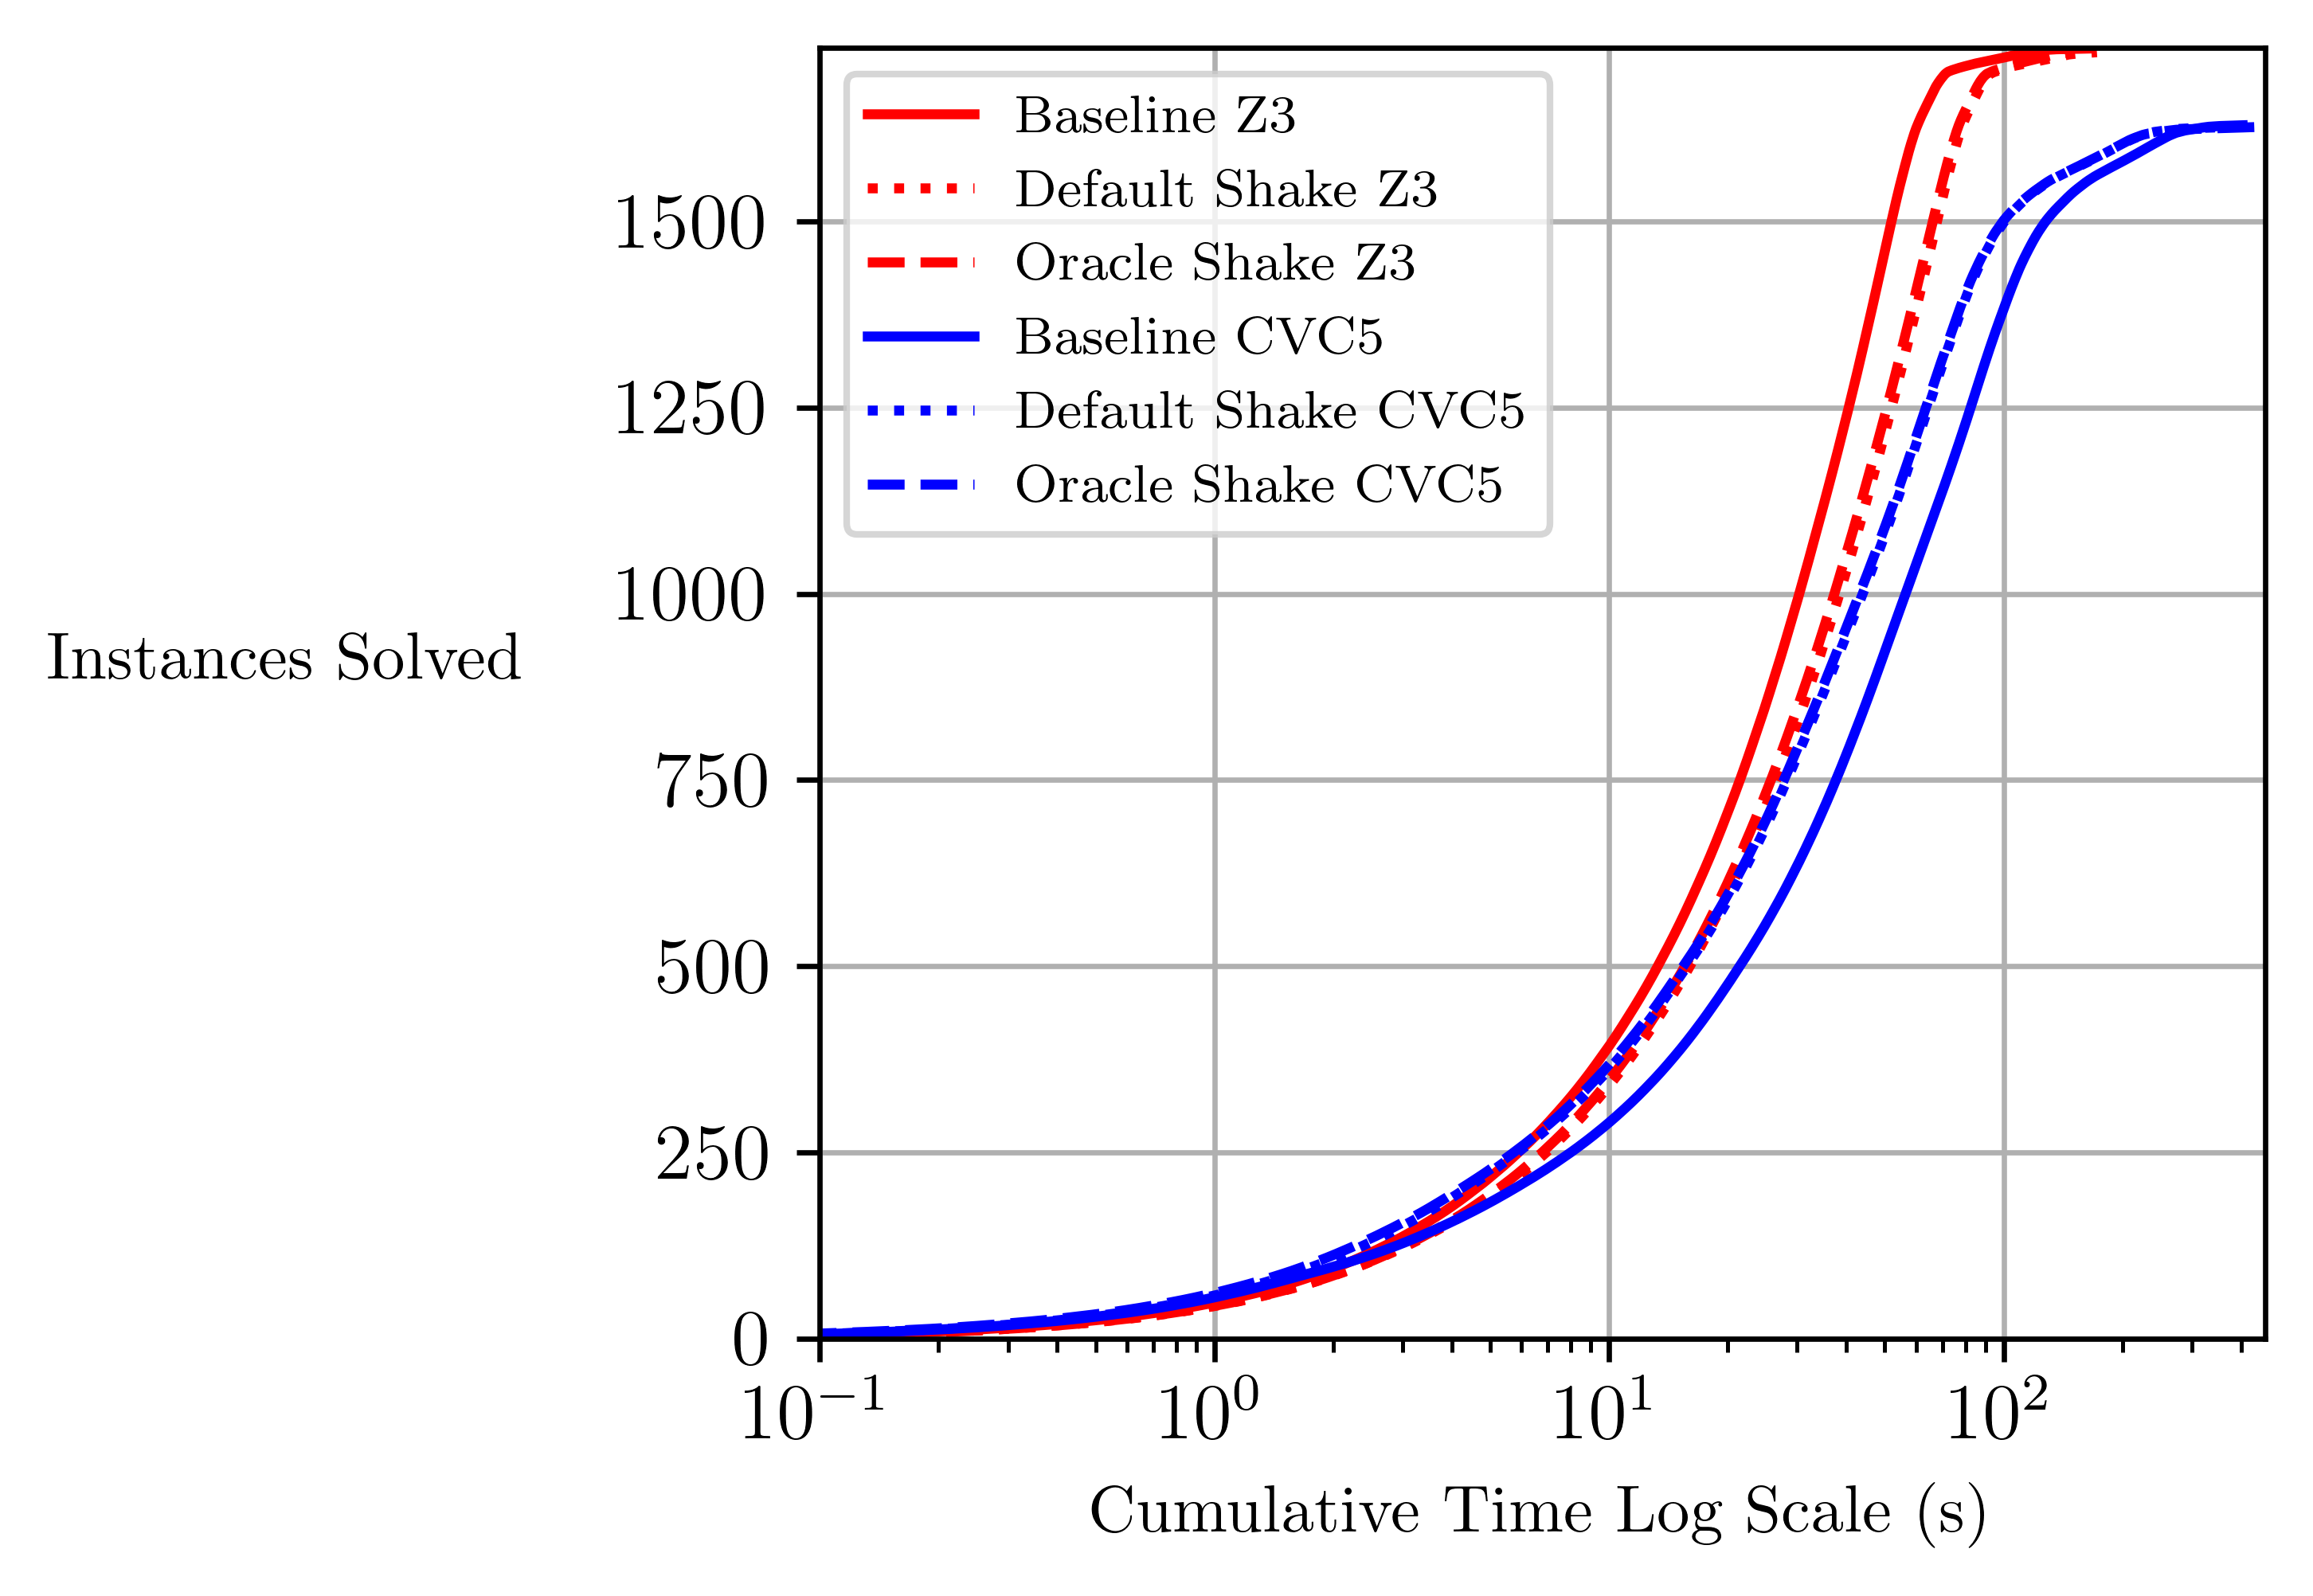 Baseline Z3
Default Shake Z3
Oracle Shake Z3
Baseline CVC5
Default Shake CVC5
Oracle Shake CVC5
1500
1250
1000
750
500
250
0
Instances Solved
10⁻¹ 10⁰ 10¹ 10²
Cumulative Time Log Scale (s)